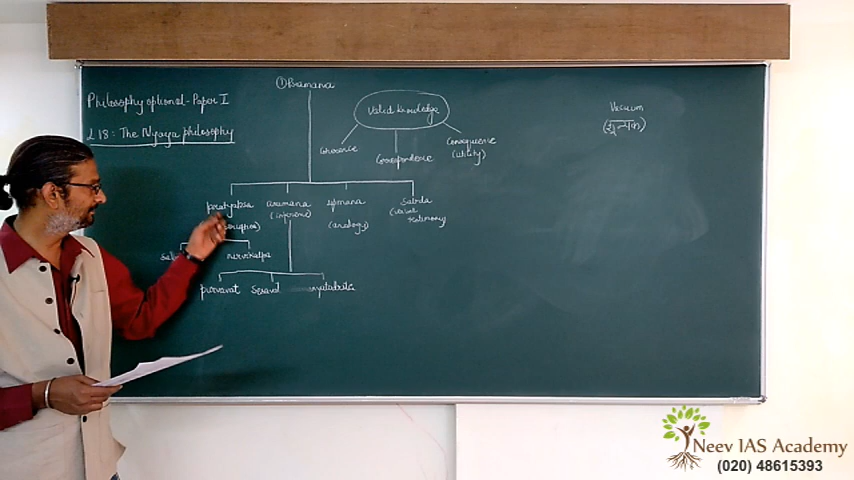 Philosophy optional - Paper I
L 18: The Nyaya philosophy
① Pramana
Valid Knowledge
Coherence
Correspondence
Consequence
(Utility)
Vacuum
(शून्य)
pratyaksa
anumana
(inference)
upmana
(analogy)
Sabda
(verbal
testimony)
nirvikalpa
purvavat
Sesavat
Neev IAS Academy
(020) 48615393